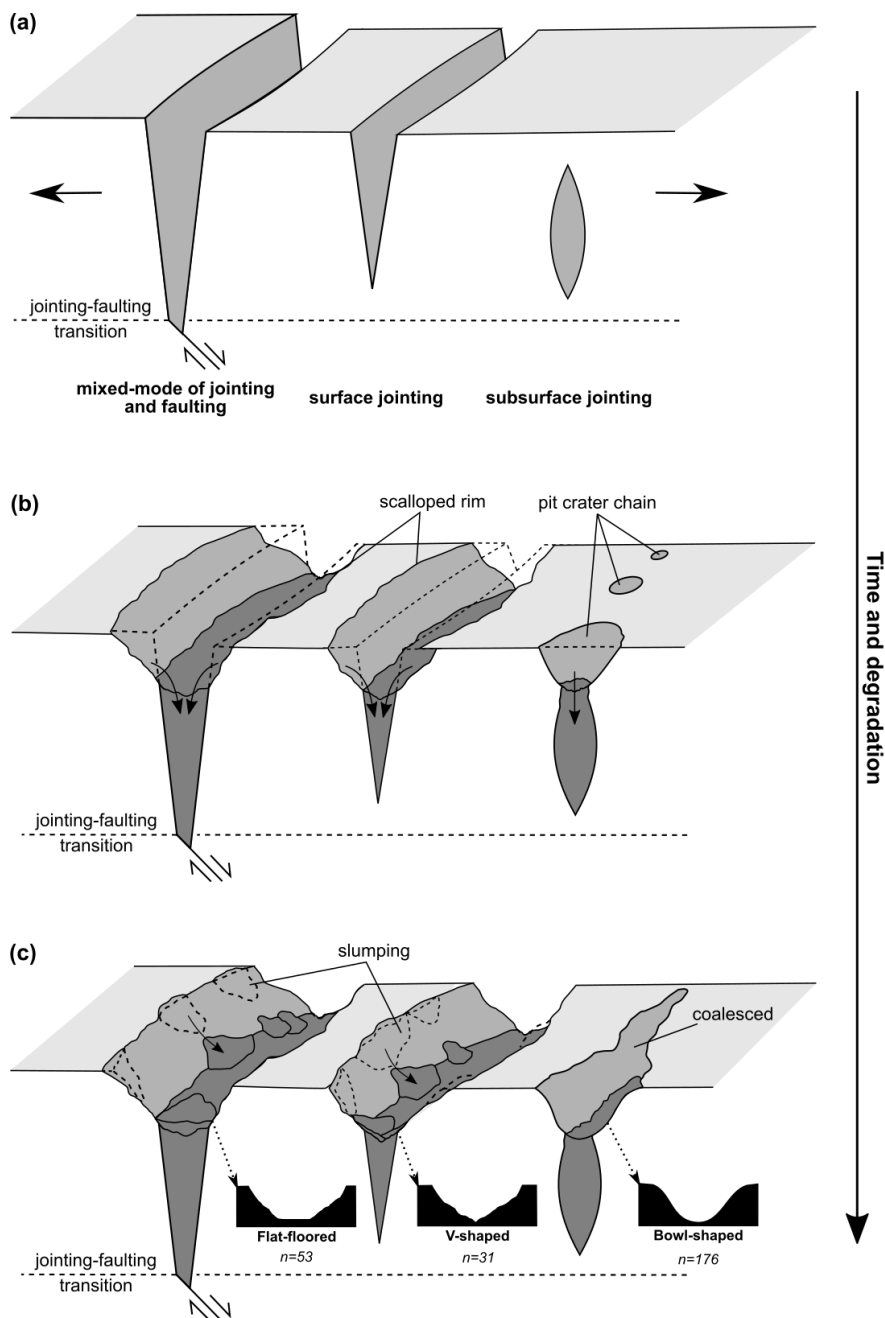 (a)
jointing-faulting
transition
mixed-mode of jointing
and faulting
surface jointing
subsurface jointing
(b)
scalloped rim
pit crater chain
jointing-faulting
transition
Time and degradation
(c)
slumping
coalesced
Flat-floored
n=53
V-shaped
n=31
Bowl-shaped
n=176
jointing-faulting
transition